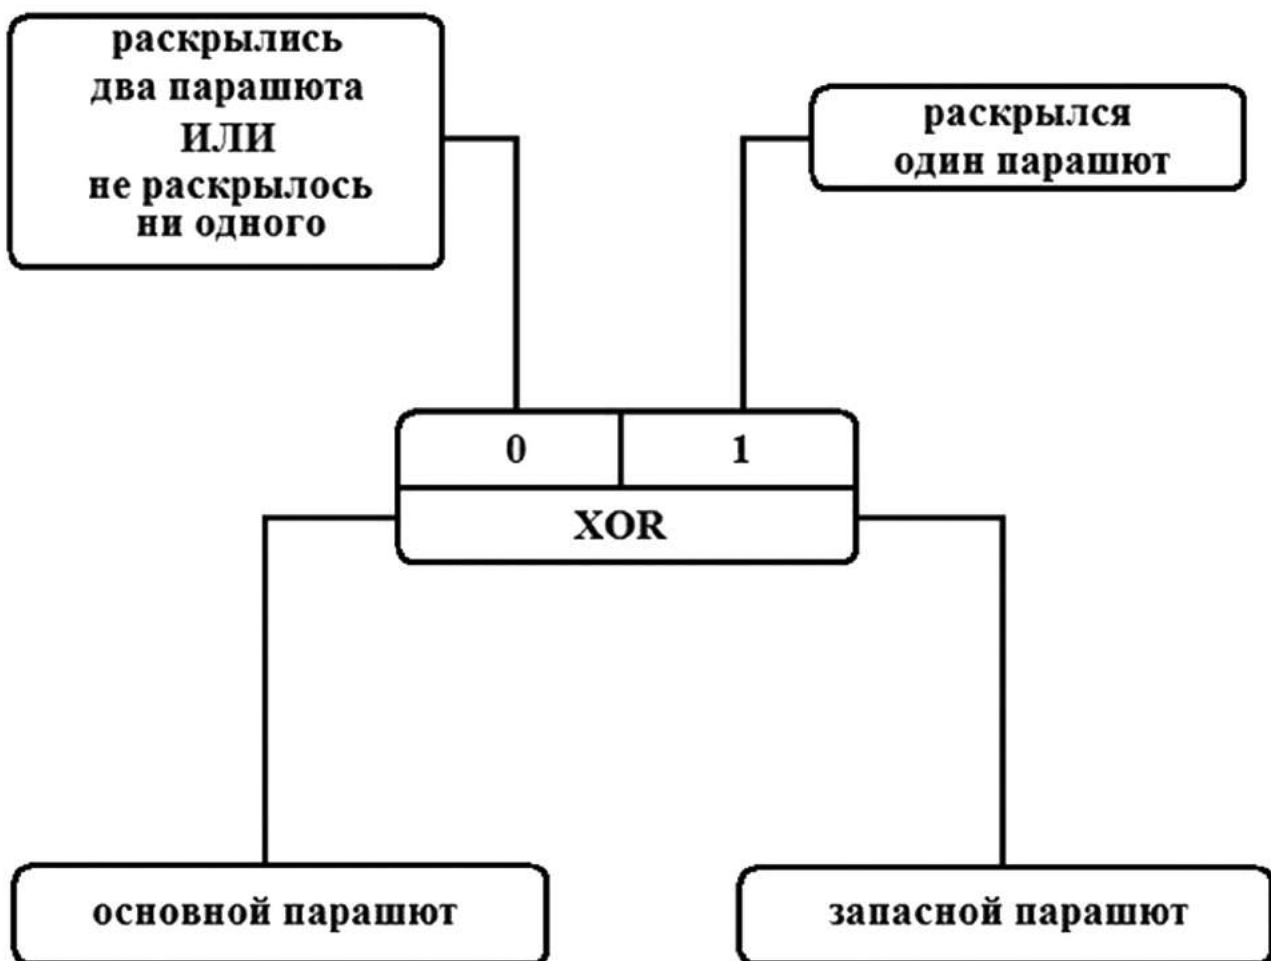 раскрылись
два парашюта
ИЛИ
не раскрылось
ни одного
раскрылся
один парашют
0
1
XOR
основной парашют
запасной парашют